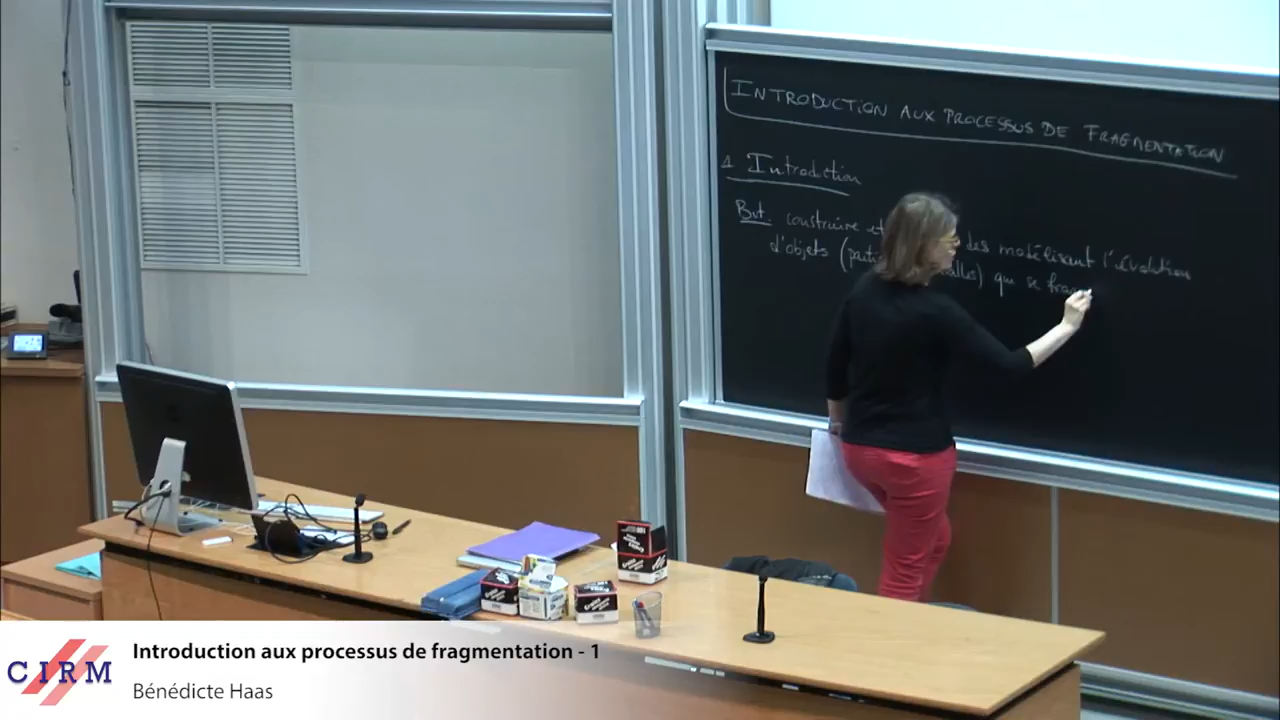 INTRODUCTION AUX PROCESSUS DE FRAGMENTATION
1 Introduction
But: construire et des modélisant l'évolution
d'objets ( qui se frag
CIRM
Introduction aux processus de fragmentation - 1
Bénédicte Haas